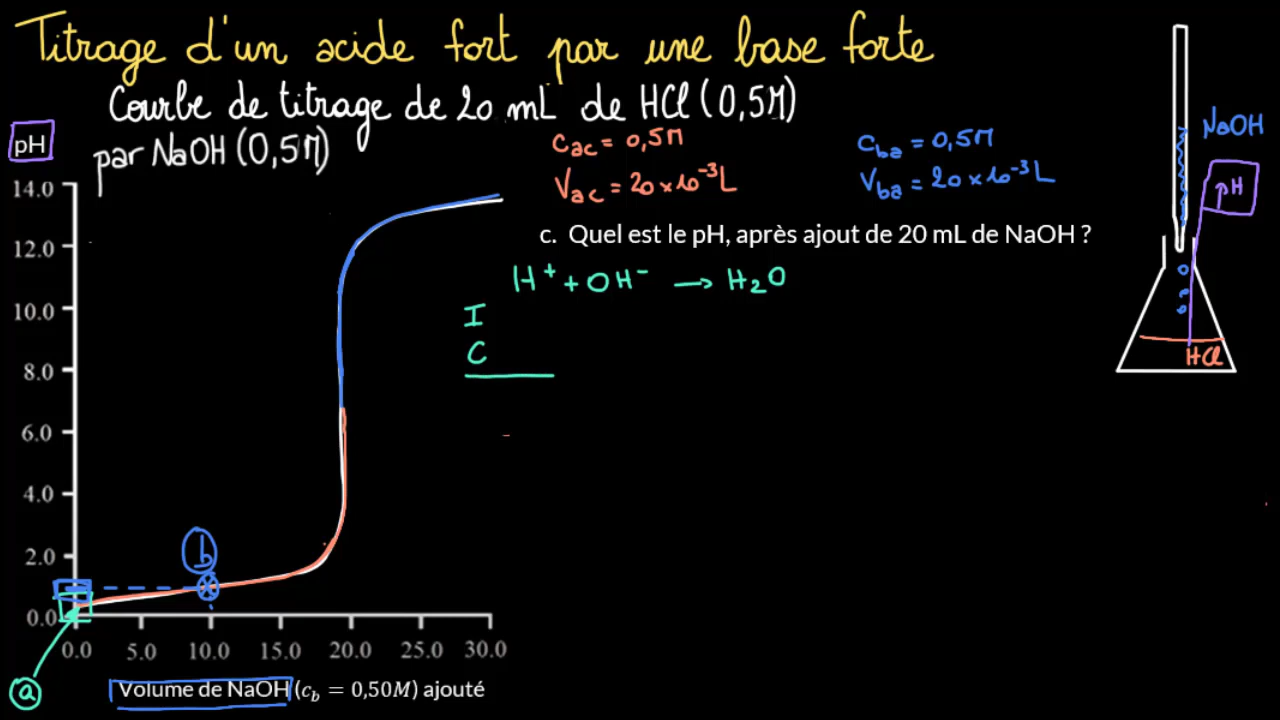 Titrage d'un acide fort par une base forte
Courbe de titrage de 20 mL de HCl (0,5M)
par NaOH (0,5M)
pH
14.0
12.0
10.0
8.0
6.0
4.0
2.0
0.0
0.0 5.0 10.0 15.0 20.0 25.0 30.0
Volume de NaOH (c_b = 0,50M) ajouté
a
b
Cac = 0,5M
Vac = 20 × 10⁻³L
Cba = 0,5M
Vba = 20 × 10⁻³L
c. Quel est le pH, après ajout de 20 mL de NaOH ?
H⁺ + OH⁻ → H₂O
I
C
NaOH
pH
HCl